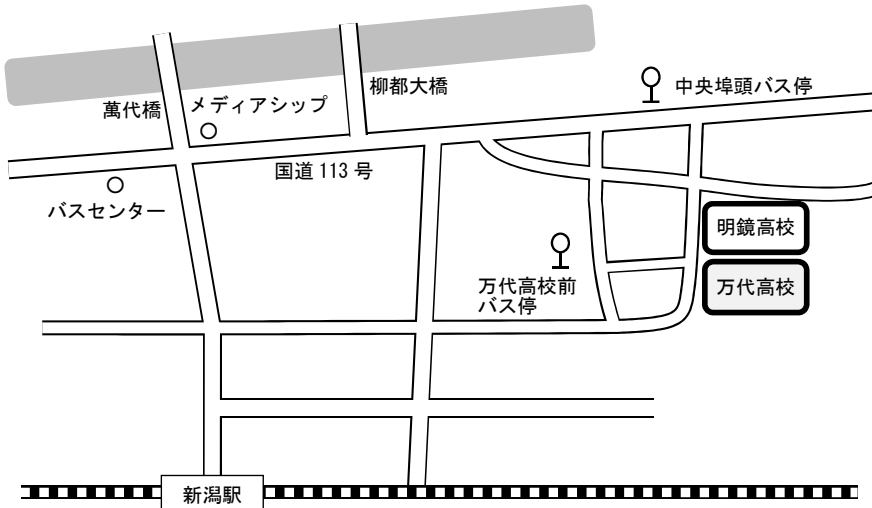 柳都大橋
中央埠頭バス停
萬代橋
メディアシップ
国道 113 号
バスセンター
明鏡高校
万代高校前
バス停
万代高校
新潟駅